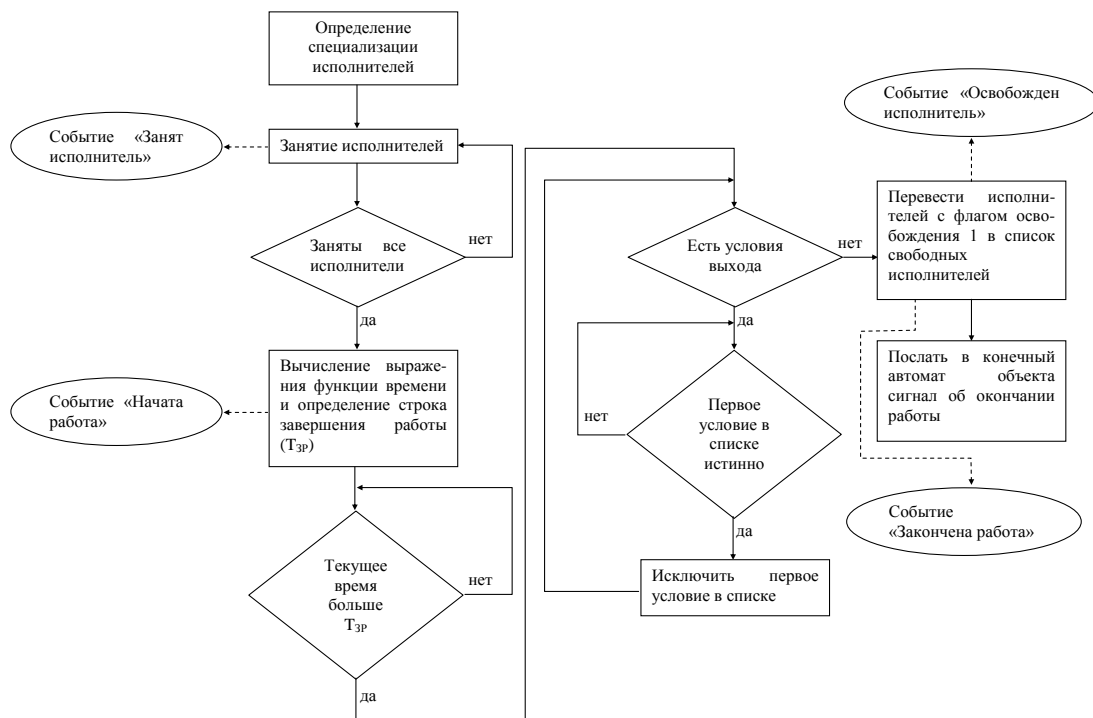 Определение
специализации
исполнителей
Событие «Занят
исполнитель»
Занятие исполнителей
Заняты все
исполнители
нет
да
Событие «Начата
работа»
Вычисление выраже-
ния функции времени
и определение строка
завершения работы
(TЗР)
Текущее
время
больше
TЗР
нет
да
Есть условия
выхода
нет
да
Первое
условие в
списке
истинно
нет
да
Исключить первое
условие в списке
Событие «Освобожден
исполнитель»
Перевести исполни-
телей с флагом осво-
бождения 1 в список
свободных
исполнителей
Послать в конечный
автомат объекта
сигнал об окончании
работы
Событие
«Закончена работа»